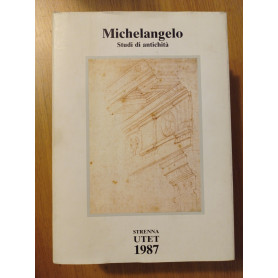 Michelangelo
Studi di antichità
STRENNA
UTET
1987